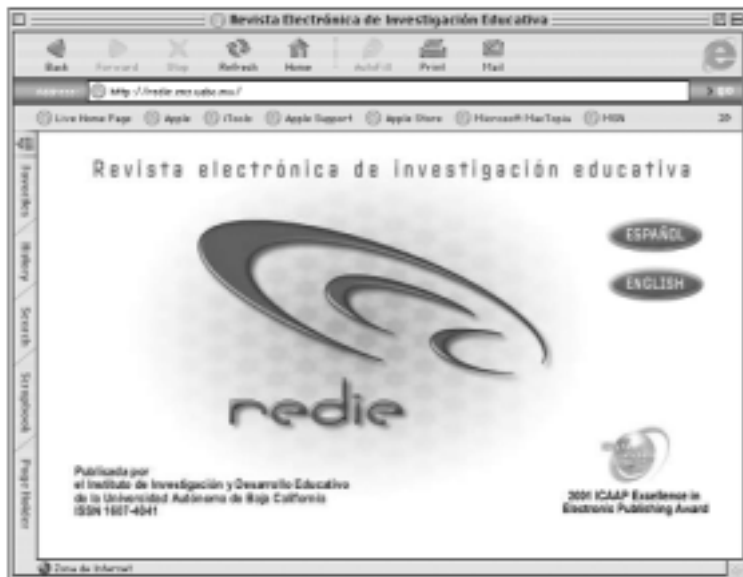 Revista Electrónica de Investigación Educativa
Back Forward Stop Refresh Home AutoFill Print Mail
http://redie.ens.uabc.mx/
Live Home Page Apple iTools Apple Support Apple Store Microsoft MacTopia MSN
Favorites
History
Search
Scrapbook
Page Holder
Revista electrónica de investigación educativa
ESPAÑOL
ENGLISH
redie
Publicada por
el Instituto de Investigación y Desarrollo Educativo
de la Universidad Autónoma de Baja California
ISSN 1607-4041
2001 ICAAP Excellence in
Electronic Publishing Award
Zona de Internet